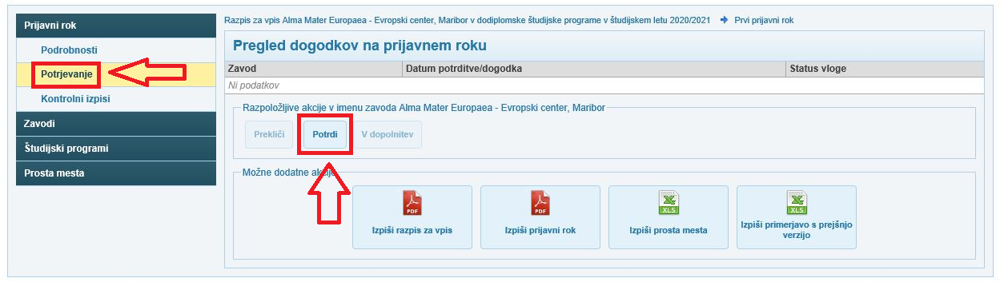 Prijavni rok
Podrobnosti
Potrjevanje
Kontrolni izpisi
Zavodi
Študijski programi
Prosta mesta
Razpis za vpis Alma Mater Europaea - Evropski center, Maribor v dodiplomske študijske programe v študijskem letu 2020/2021 Prvi prijavni rok
Pregled dogodkov na prijavnem roku
Zavod Datum potrditve/dogodka Status vloge
Ni podatkov
Razpoložljive akcije v imenu zavoda Alma Mater Europaea - Evropski center, Maribor
Prekliči Potrdi V dopolnitev
Možne dodatne akcije
PDF PDF XLS XLS
Izpiši razpis za vpis Izpiši prijavni rok Izpiši prosta mesta Izpiši primerjavo s prejšnjo
verzijo